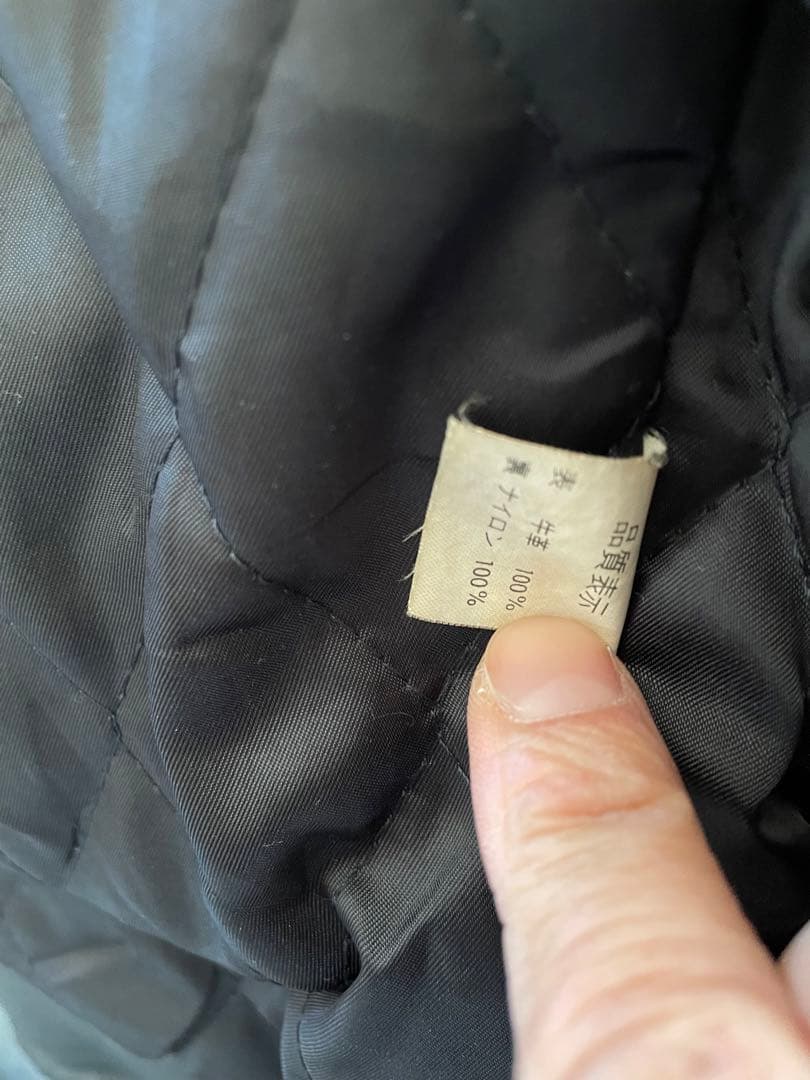 品質表示
表 牛革 100%
裏 ナイロン 100%